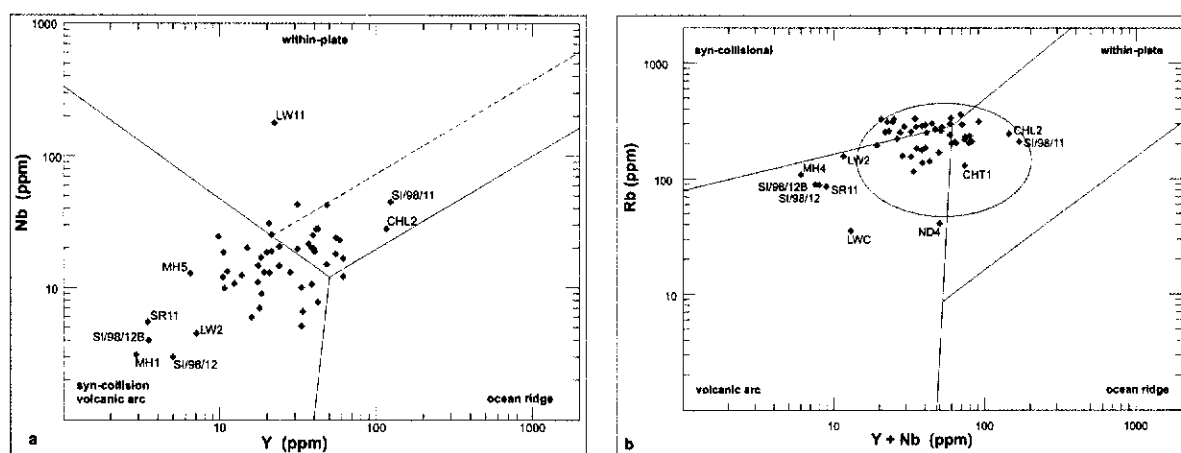 1000
within-plate
LW11
Nb (ppm)
100
SI/98/11
CHL2
MH5
10
SR11
SI/98/12B
LW2
MH1
SI/98/12
syn-collision
volcanic arc
ocean ridge
a
10
100
1000
Y (ppm)
syn-collisional
within-plate
1000
Rb (ppm)
CHL2
SI/98/11
LW2
MH4
CHT1
100
SI/98/12B
SR11
SI/98/12
ND4
LWC
10
volcanic arc
ocean ridge
b
10
100
1000
Y + Nb (ppm)